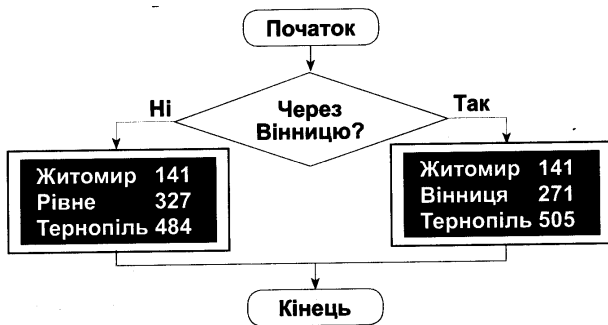 Початок
Через
Вінницю?
Ні
Так
Житомир 141
Рівне 327
Тернопіль 484
Житомир 141
Вінниця 271
Тернопіль 505
Кінець